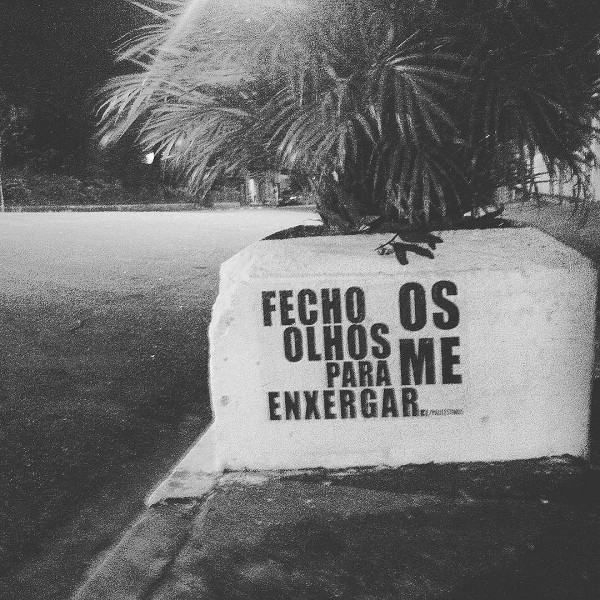 FECHO OS
OLHOS
PARA ME
ENXERGAR.